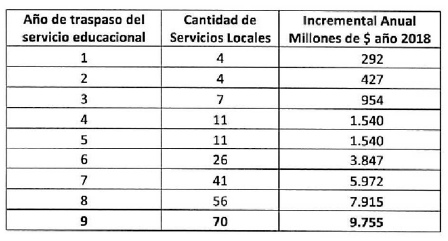 Año de traspaso del servicio educacional Cantidad de Servicios Locales Incremental Anual Millones de $ año 2018
1 4 292
2 4 427
3 7 954
4 11 1.540
5 11 1.540
6 26 3.847
7 41 5.972
8 56 7.915
9 70 9.755